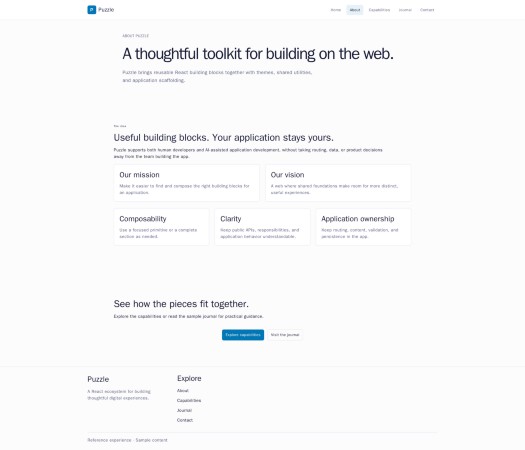 P Puzzle
Home About Capabilities Journal Contact
ABOUT PUZZLE
A thoughtful toolkit for building on the web.
Puzzle brings reusable React building blocks together with themes, shared utilities,
and application scaffolding.
Useful building blocks. Your application stays yours.
Puzzle supports both human developers and AI-assisted application development, without taking routing, data, or product decisions
away from the team building the app.
Our mission
Make it easier to find and compose the right building blocks for
an application.
Our vision
A web where shared foundations make room for more distinct,
useful experiences.
Composability
Use a focused primitive or a complete
section as needed.
Clarity
Keep public APIs, responsibilities, and
application behavior understandable.
Application ownership
Keep routing, content, validation, and
persistence in the app.
See how the pieces fit together.
Explore the capabilities or read the sample journal for practical guidance.
Explore capabilities
Visit the journal
Puzzle
A React ecosystem for building
thoughtful digital experiences.
Explore
About
Capabilities
Journal
Contact
Reference experience · Sample content